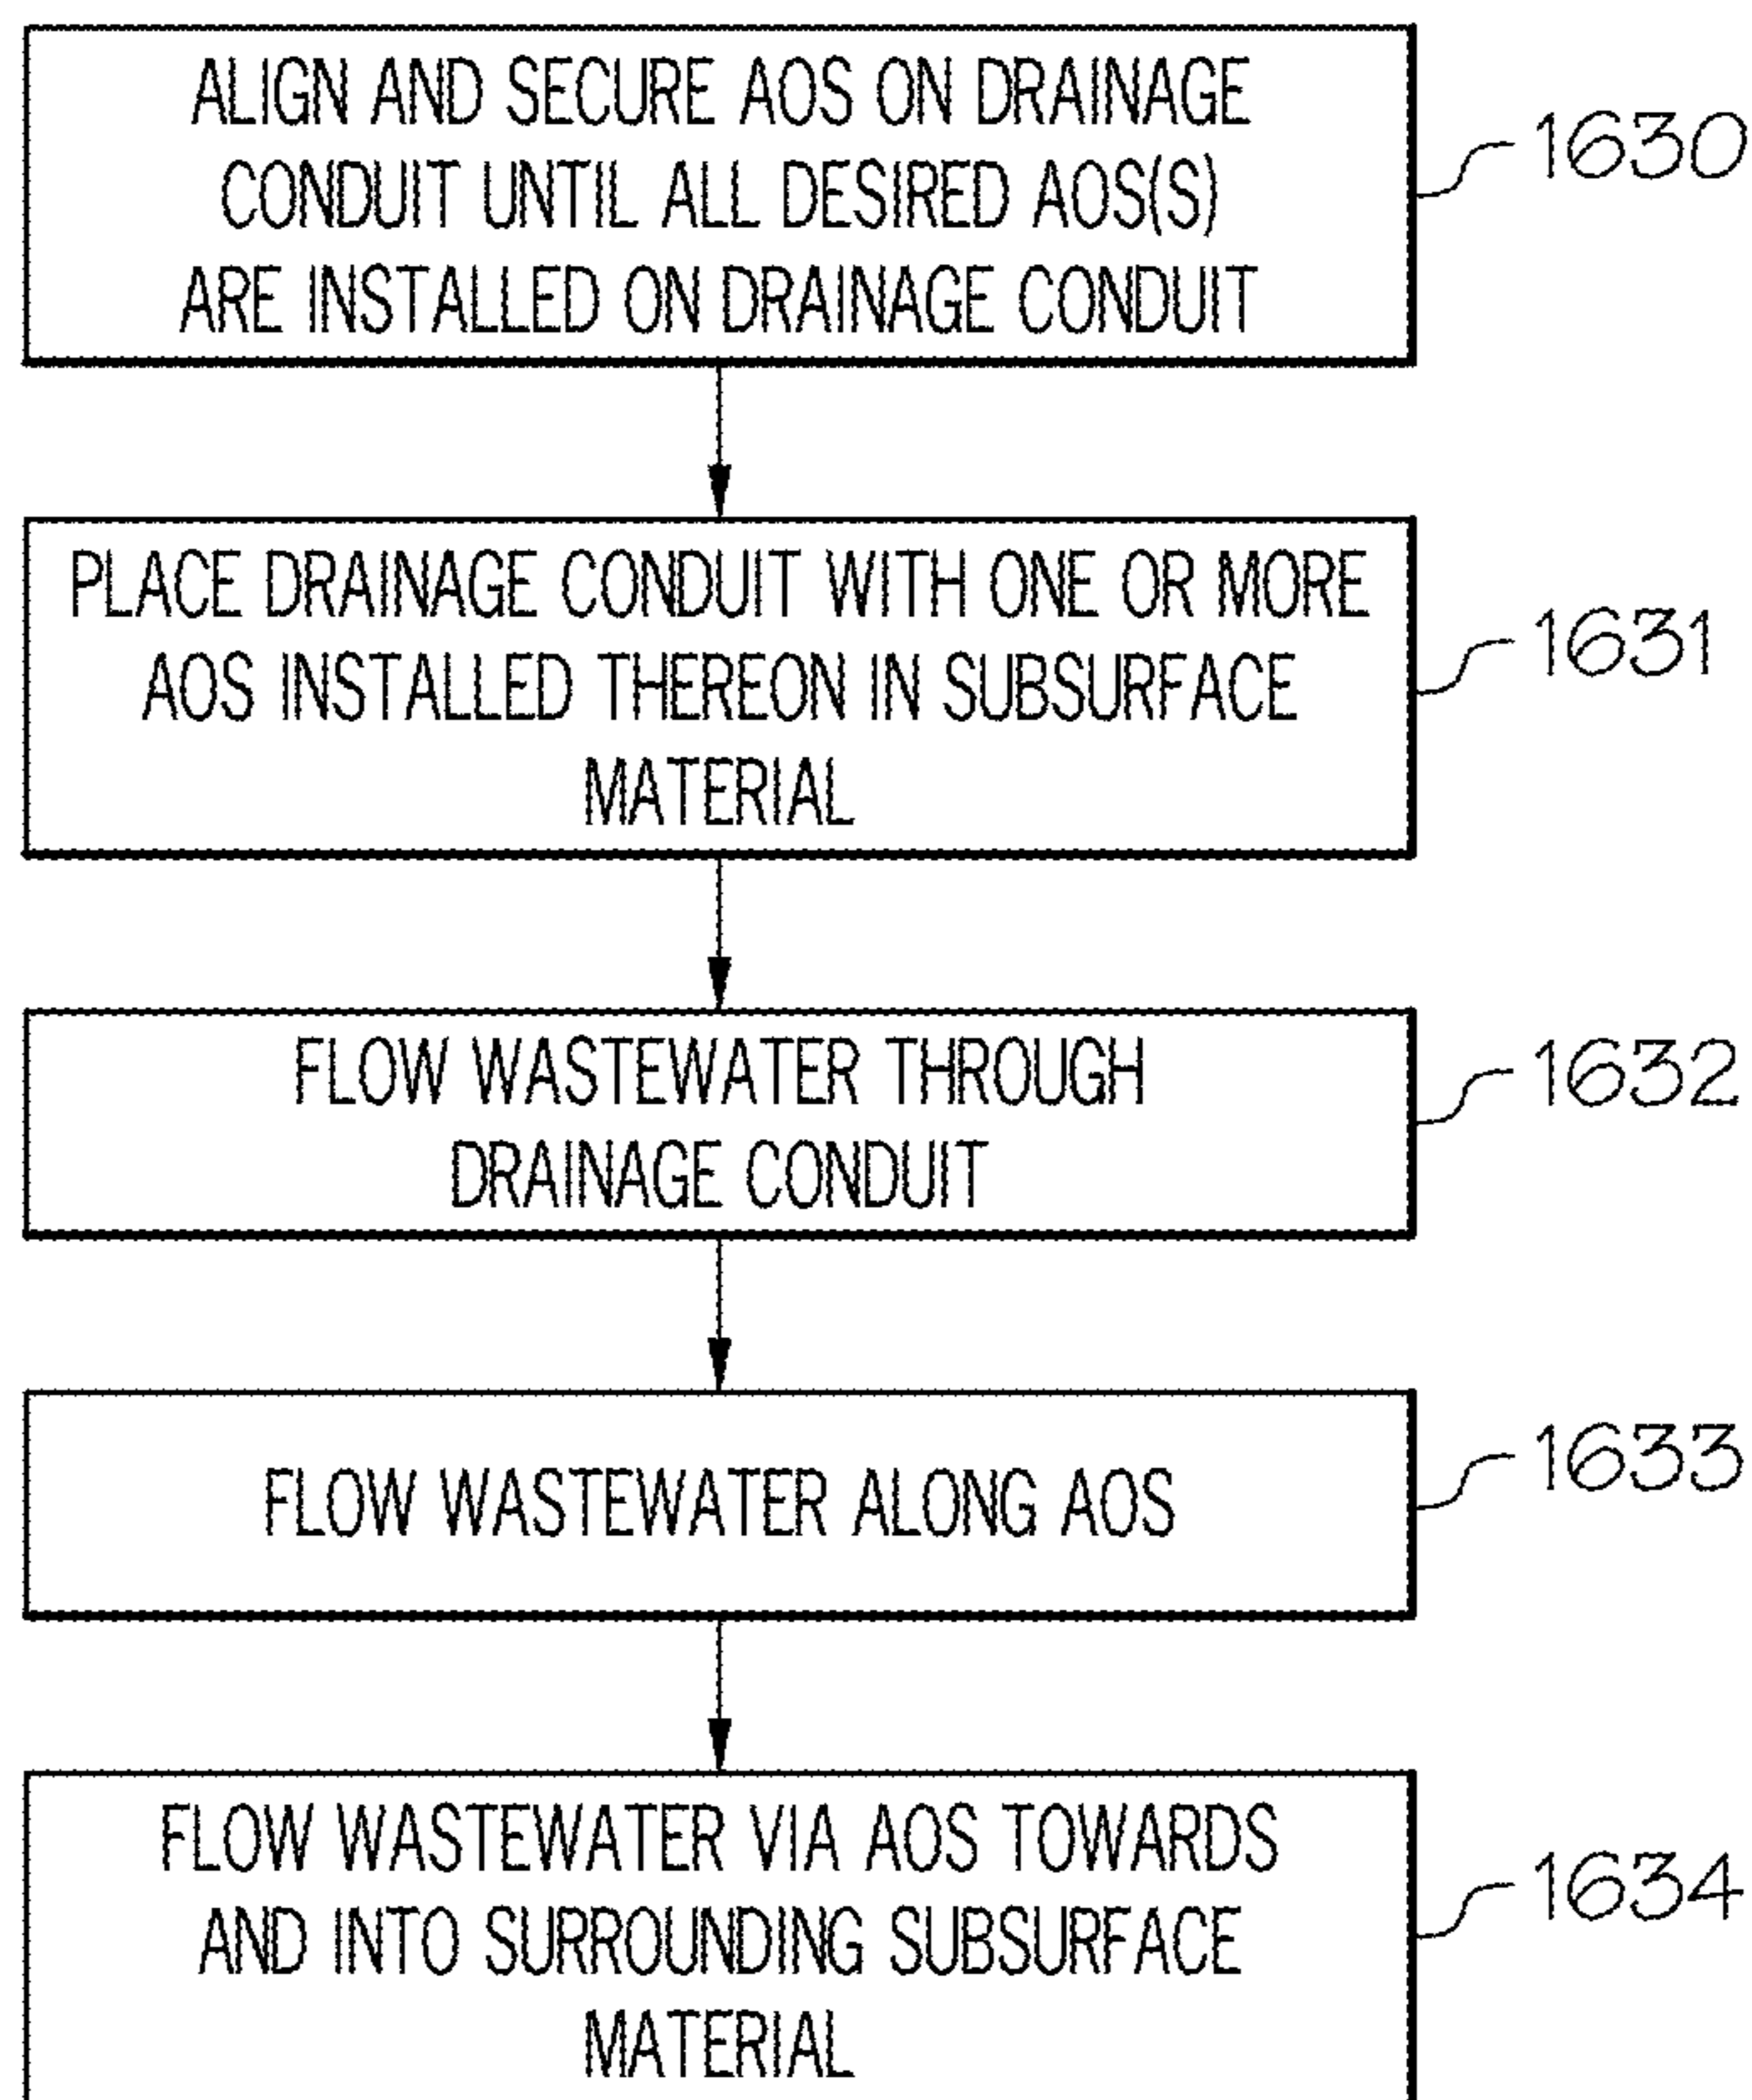 ALIGN AND SECURE AOS ON DRAINAGE
CONDUIT UNTIL ALL DESIRED AOS(S)
ARE INSTALLED ON DRAINAGE CONDUIT
1630
PLACE DRAINAGE CONDUIT WITH ONE OR MORE
AOS INSTALLED THEREON IN SUBSURFACE
MATERIAL
1631
FLOW WASTEWATER THROUGH
DRAINAGE CONDUIT
1632
FLOW WASTEWATER ALONG AOS
1633
FLOW WASTEWATER VIA AOS TOWARDS
AND INTO SURROUNDING SUBSURFACE
MATERIAL
1634